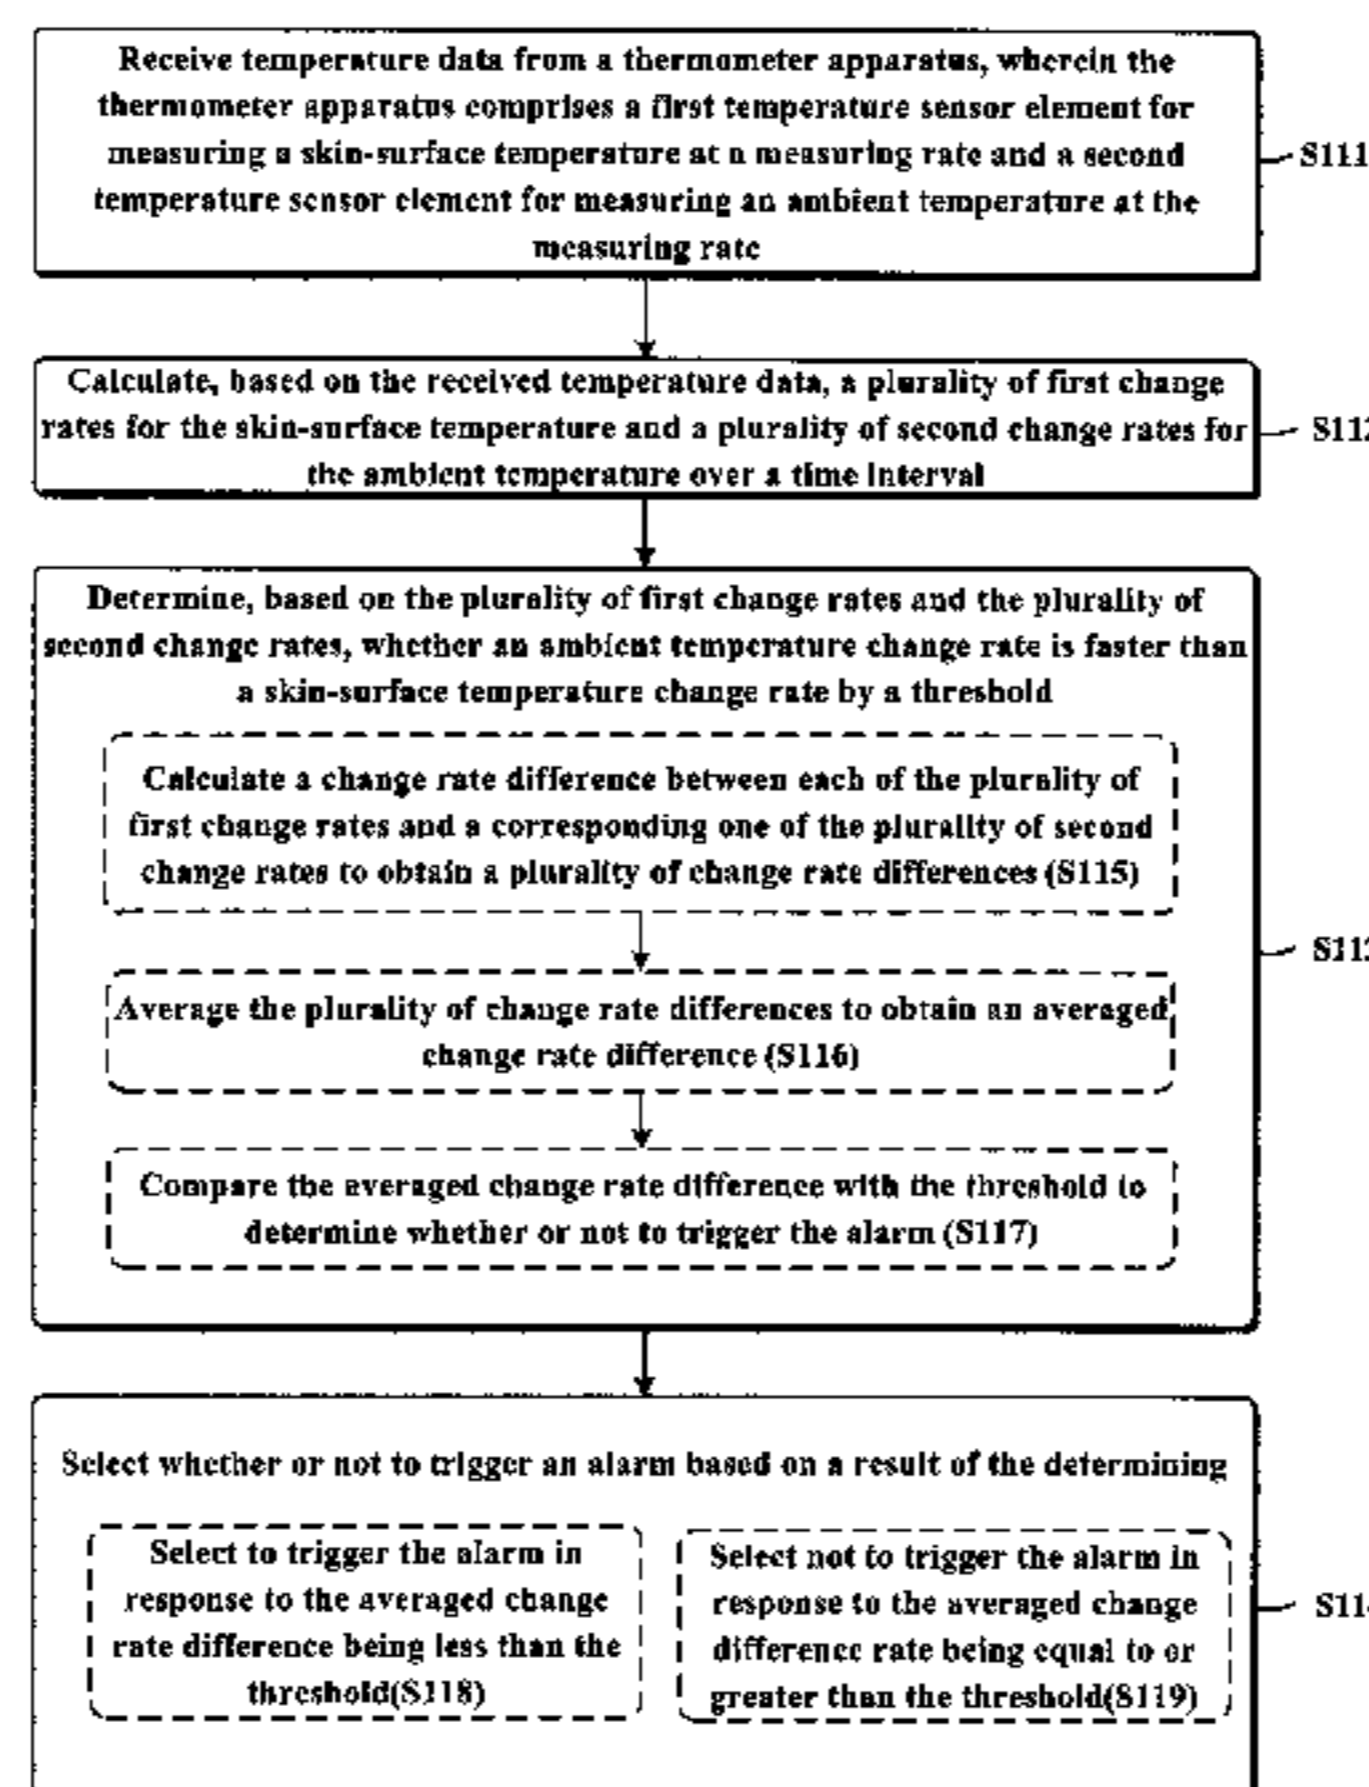 Receive temperature data from a thermometer apparatus, wherein the
thermometer apparatus comprises a first temperature sensor element for
measuring a skin-surface temperature at a measuring rate and a second
temperature sensor element for measuring an ambient temperature at the
measuring rate
S111
Calculate, based on the received temperature data, a plurality of first change
rates for the skin-surface temperature and a plurality of second change rates for
the ambient temperature over a time interval
Determine, based on the plurality of first change rates and the plurality of
second change rates, whether an ambient temperature change rate is faster than
a skin-surface temperature change rate by a threshold
Calculate a change rate difference between each of the plurality of
first change rates and a corresponding one of the plurality of second
change rates to obtain a plurality of change rate differences (S115)
Average the plurality of change rate differences to obtain an averaged
change rate difference (S116)
Compare the averaged change rate difference with the threshold to
determine whether or not to trigger the alarm (S117)
Select whether or not to trigger an alarm based on a result of the determining
Select to trigger the alarm in
response to the averaged change
rate difference being less than the
threshold(S118)
Select not to trigger the alarm in
response to the averaged change
difference rate being equal to or
greater than the threshold(S119)